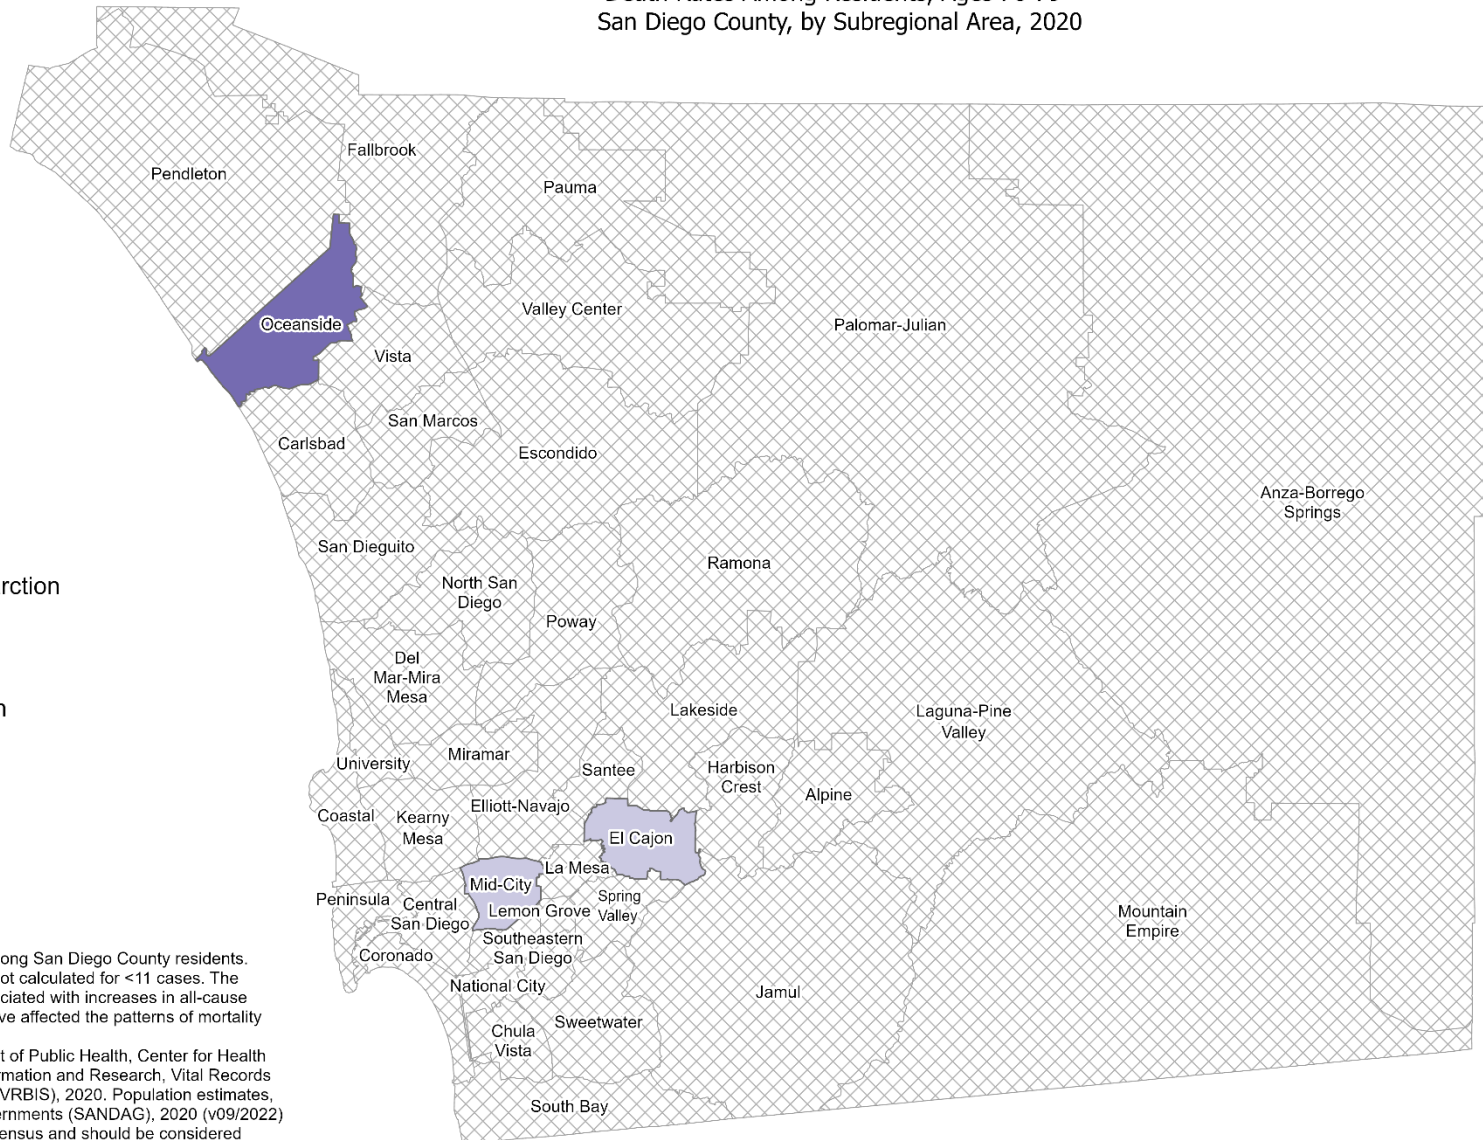 San Diego County, by Subregional Area, 2020
Fallbrook
Pendleton
Pauma
Valley Center
Oceanside
Palomar-Julian
Vista
San Marcos
Carlsbad
Escondido
Anza-Borrego
Springs
San Dieguito
Ramona
North San
Diego
rction
Poway
Del
Mar-Mira
Mesa
n
Lakeside
Laguna-Pine
Valley
Miramar
University
Santee
Harbison
Crest
Alpine
Elliott-Navajo
Coastal
Kearny
Mesa
El Cajon
La Mesa
Mid-City
Peninsula
Central
San Diego
Spring
Valley
Lemon Grove
Mountain
Empire
Southeastern
San Diego
Coronado
National City
Jamul
Sweetwater
Chula
Vista
South Bay
ong San Diego County residents.
ot calculated for <11 cases. The
ciated with increases in all-cause
ve affected the patterns of mortality
t of Public Health, Center for Health
rmation and Research, Vital Records
VRBIS), 2020. Population estimates,
ernments (SANDAG), 2020 (v09/2022)
ensus and should be considered